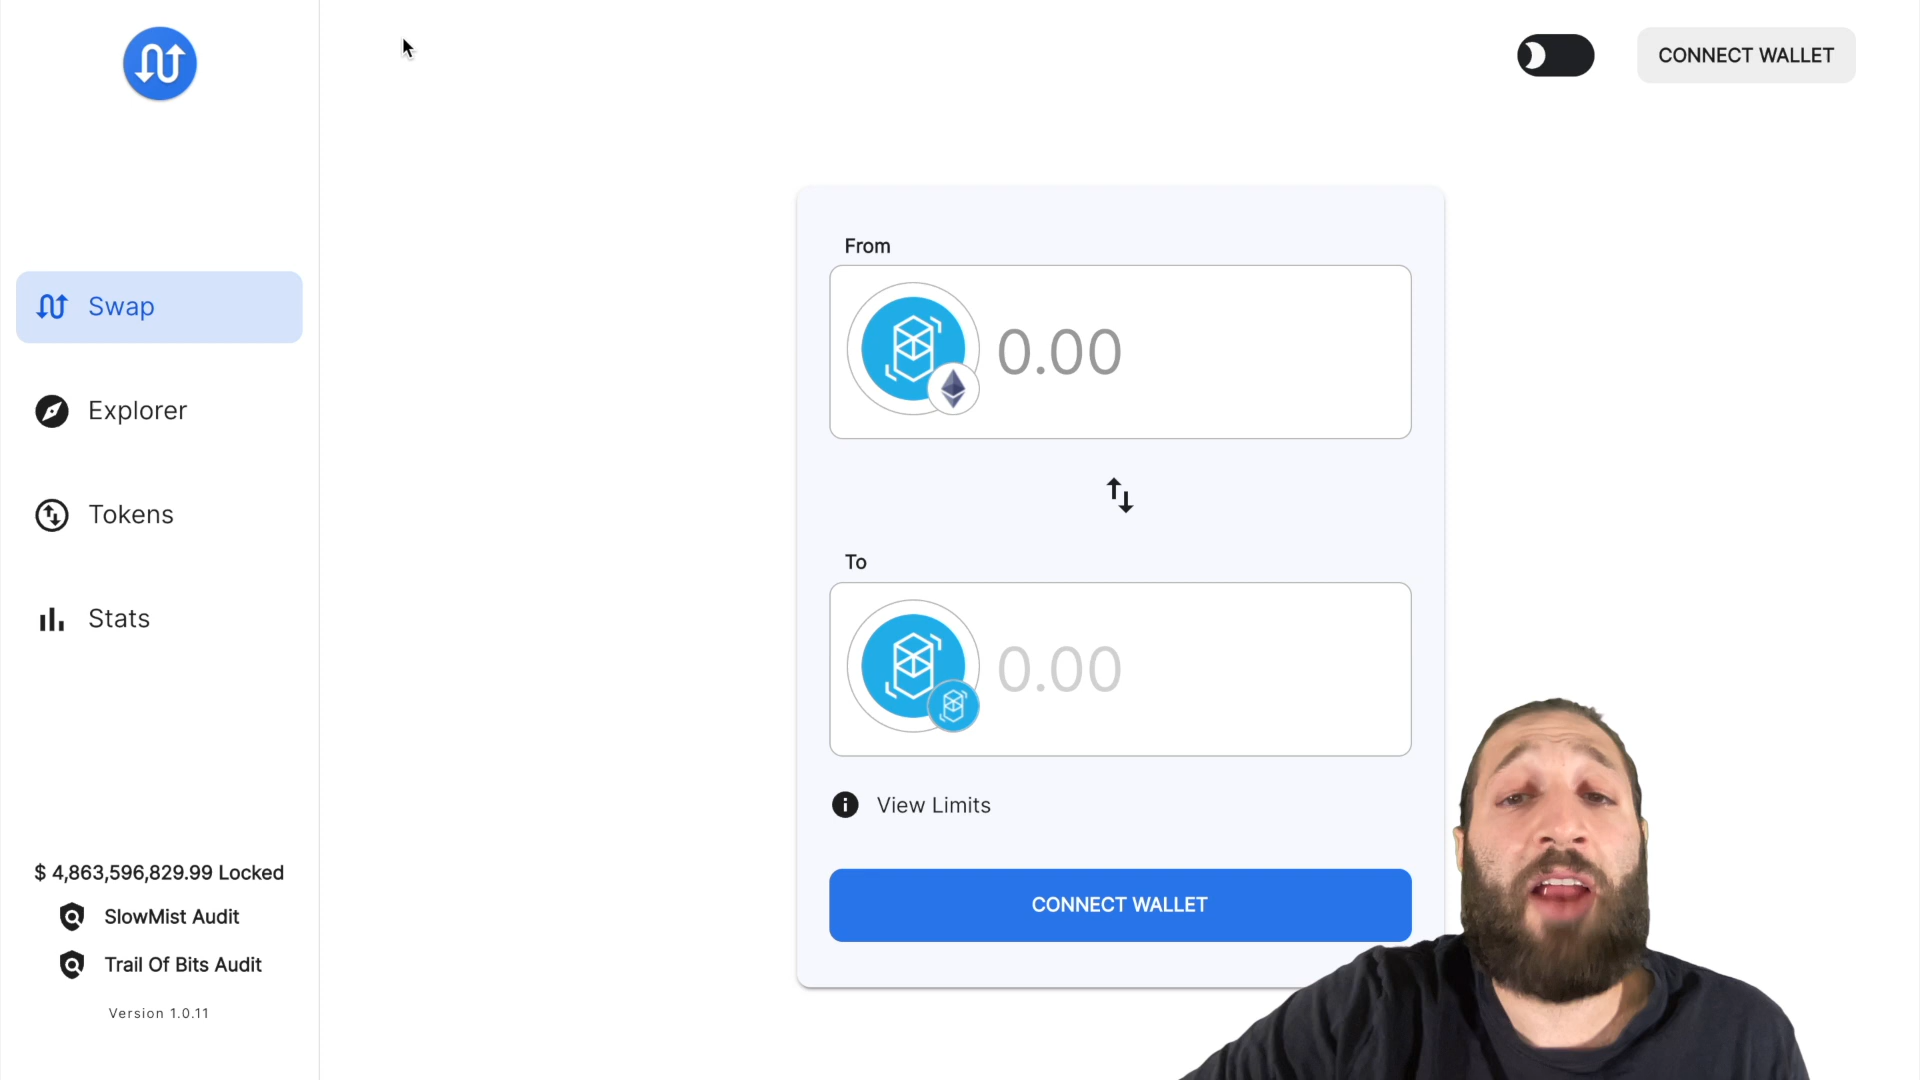 CONNECT WALLET
Swap
Explorer
Tokens
Stats
$ 4,863,596,829.99 Locked
SlowMist Audit
Trail Of Bits Audit
Version 1.0.11
From
0.00
To
0.00
View Limits
CONNECT WALLET